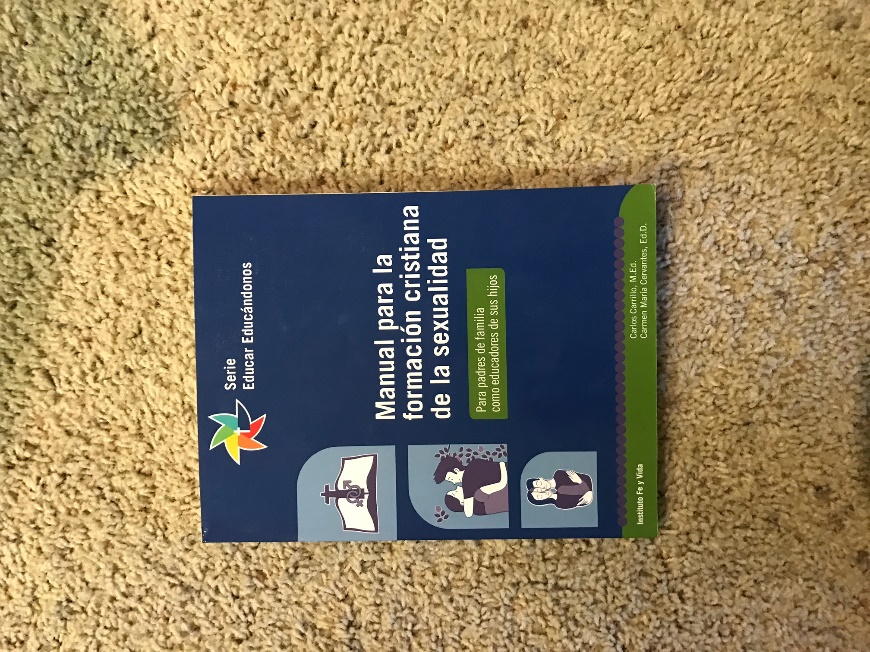 Serie
Educar Educándonos
Manual para la
formación cristiana
de la sexualidad
Para padres de familia
como educadores de sus hijos
Carlos Carrillo, M.Ed.
Carmen María Cervantes, Ed.D.
Instituto Fe y Vida